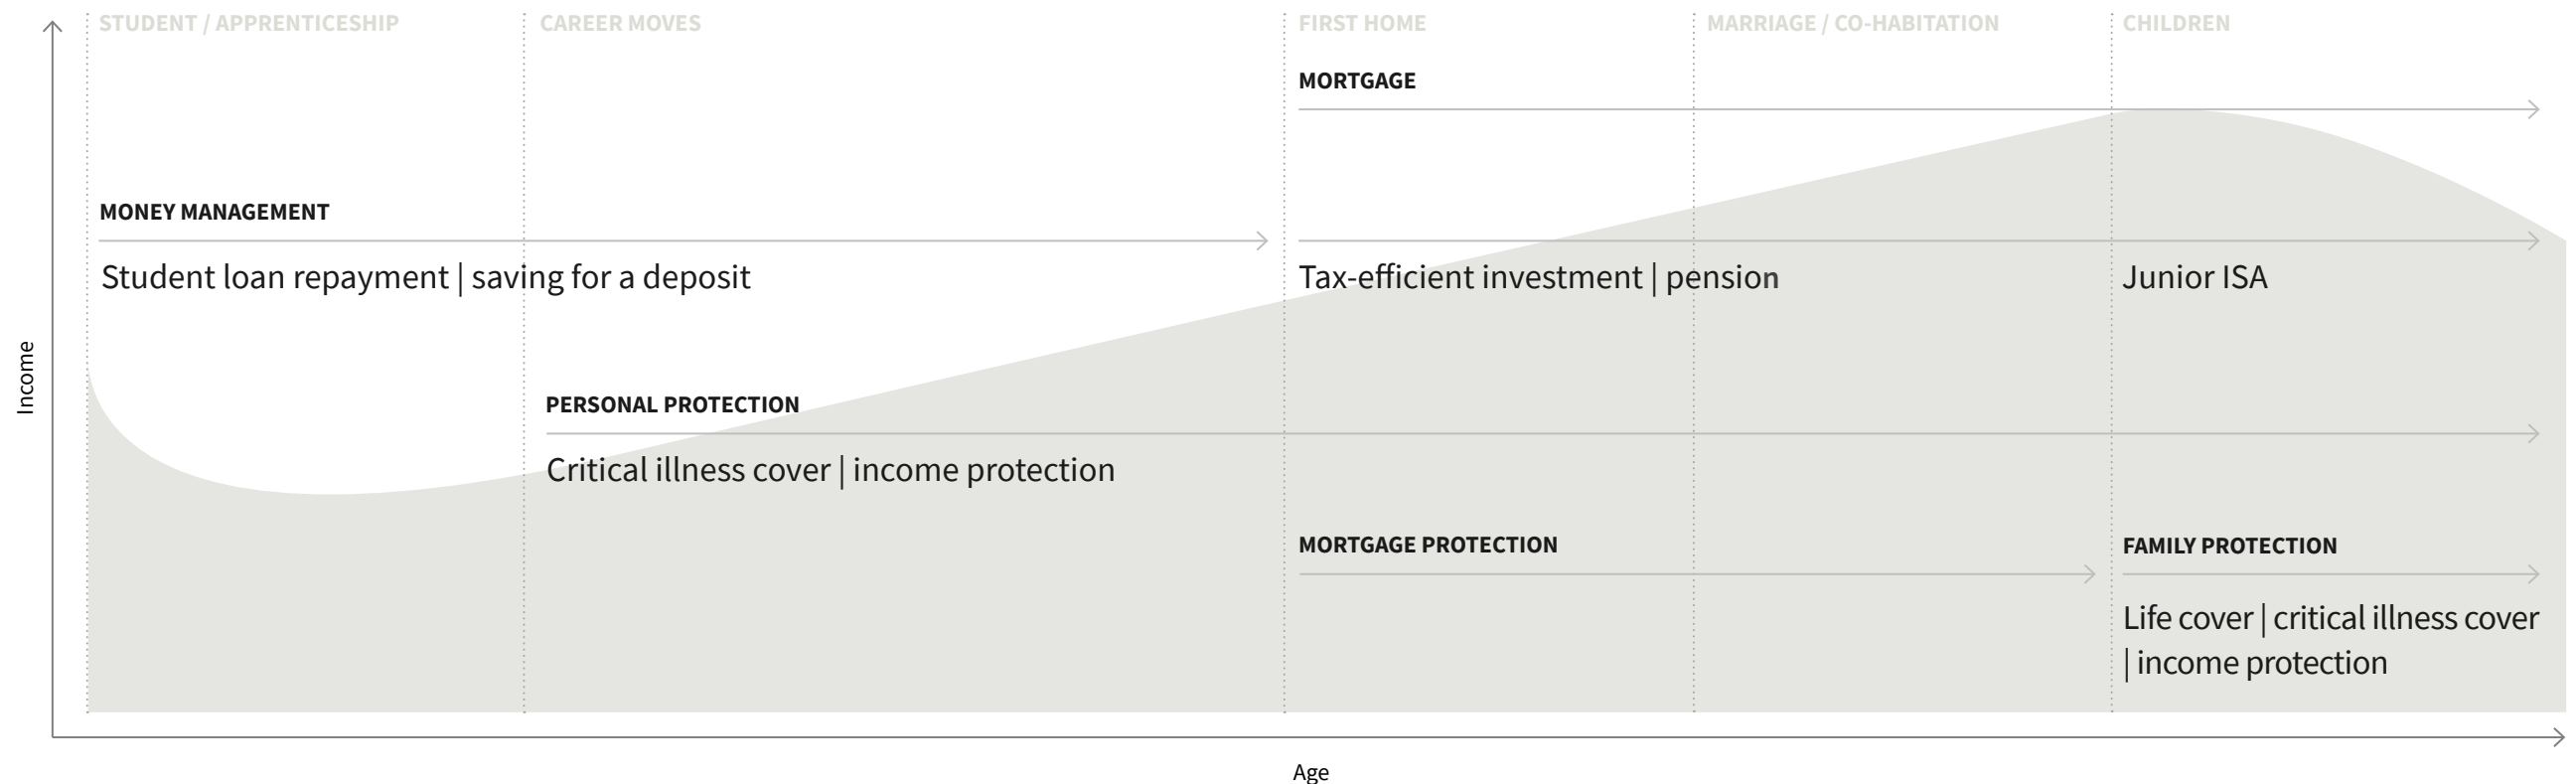 STUDENT / APPRENTICESHIP
CAREER MOVES
FIRST HOME
MARRIAGE / CO-HABITATION
CHILDREN
MORTGAGE
MONEY MANAGEMENT
Student loan repayment | saving for a deposit
Tax-efficient investment | pension
Junior ISA
Income
PERSONAL PROTECTION
Critical illness cover | income protection
MORTGAGE PROTECTION
FAMILY PROTECTION
Life cover | critical illness cover
| income protection
Age